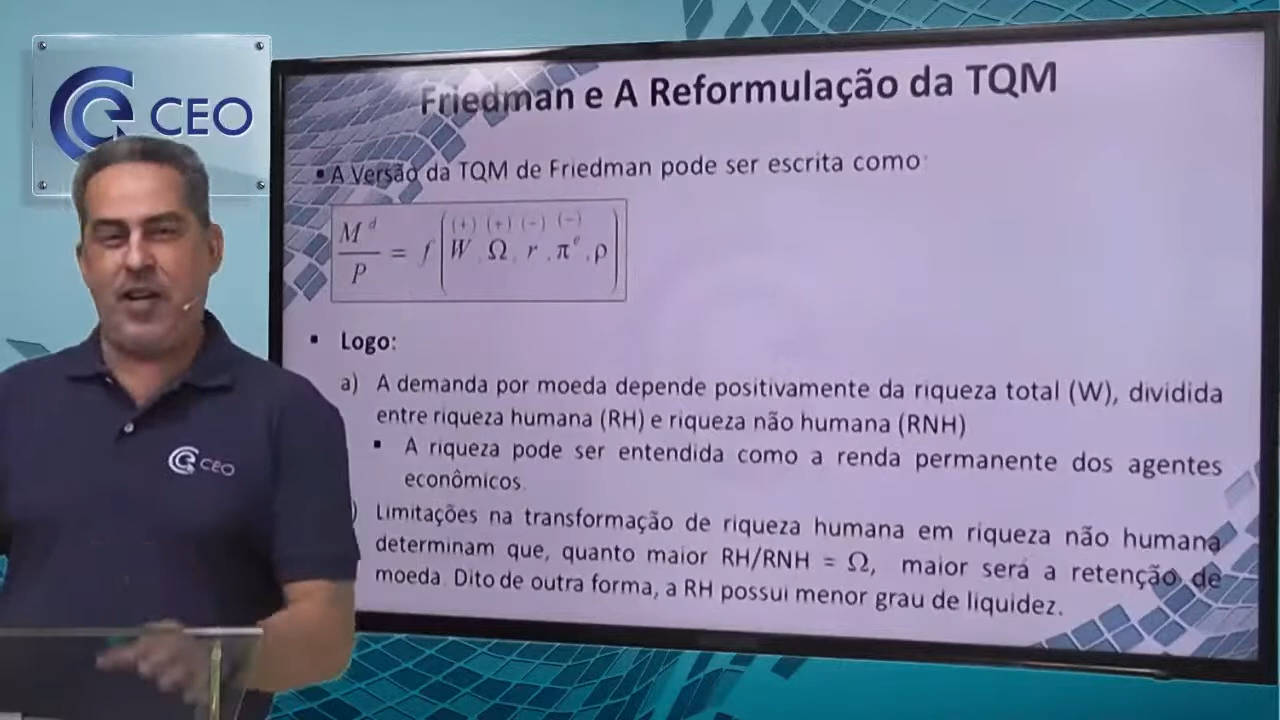 CEO
Friedman e A Reformulação da TQM
▪ A Versão da TQM de Friedman pode ser escrita como:
(+) (+) (-) (-)
M^d / P = f ( W, Ω, r, π^e, ρ )
▪ Logo:
a) A demanda por moeda depende positivamente da riqueza total (W), dividida
entre riqueza humana (RH) e riqueza não humana (RNH)
▪ A riqueza pode ser entendida como a renda permanente dos agentes
econômicos.
) Limitações na transformação de riqueza humana em riqueza não humana
determinam que, quanto maior RH/RNH = Ω, maior será a retenção de
moeda. Dito de outra forma, a RH possui menor grau de liquidez.
CEO